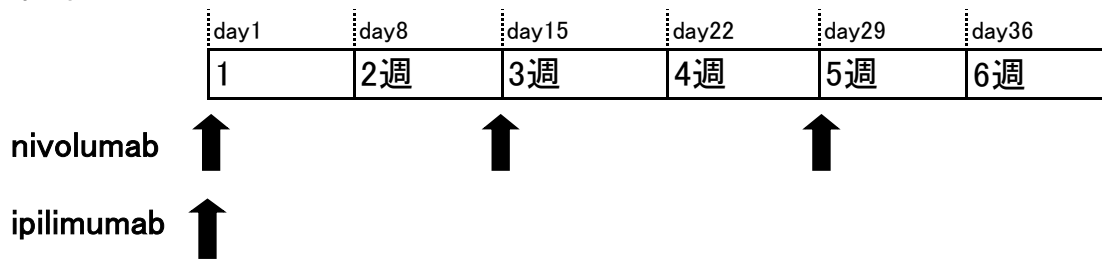 day1 day8 day15 day22 day29 day36
1 2週 3週 4週 5週 6週
nivolumab
ipilimumab